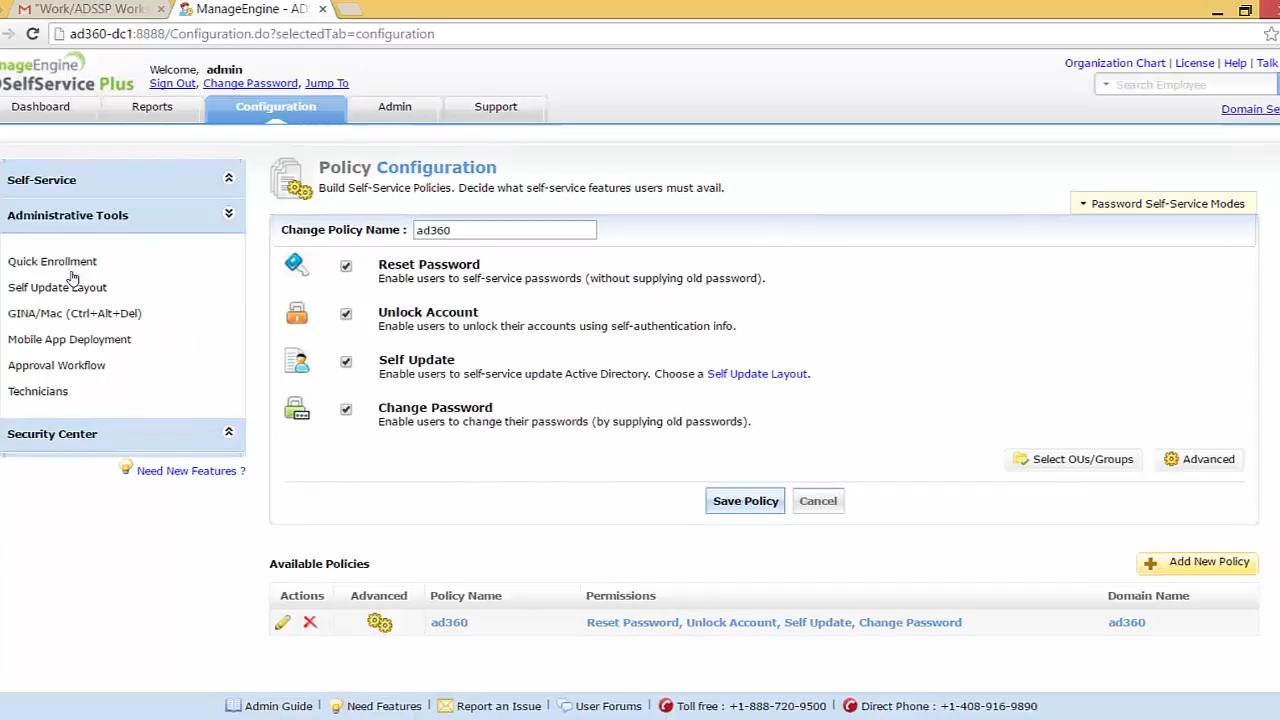 "Work/ADSSP Works
ManageEngine - AD
ad360-dc1:8888/Configuration.do?selectedTab=configuration
nageEngine
DSelfService Plus
Welcome, admin
Sign Out, Change Password, Jump To
Organization Chart | License | Help | Talk
Search Employee
Dashboard Reports Configuration Admin Support
Domain Se
Self-Service
Administrative Tools
Quick Enrollment
Self Update Layout
GINA/Mac (Ctrl+Alt+Del)
Mobile App Deployment
Approval Workflow
Technicians
Security Center
Need New Features ?
Policy Configuration
Build Self-Service Policies. Decide what self-service features users must avail.
Password Self-Service Modes
Change Policy Name : ad360
Reset Password
Enable users to self-service passwords (without supplying old password).
Unlock Account
Enable users to unlock their accounts using self-authentication info.
Self Update
Enable users to self-service update Active Directory. Choose a Self Update Layout.
Change Password
Enable users to change their passwords (by supplying old passwords).
Select OUs/Groups Advanced
Save Policy Cancel
Available Policies
Add New Policy
Actions Advanced Policy Name Permissions Domain Name
ad360 Reset Password, Unlock Account, Self Update, Change Password ad360
Admin Guide | Need Features | Report an Issue | User Forums | Toll free : +1-888-720-9500 | Direct Phone : +1-408-916-9890